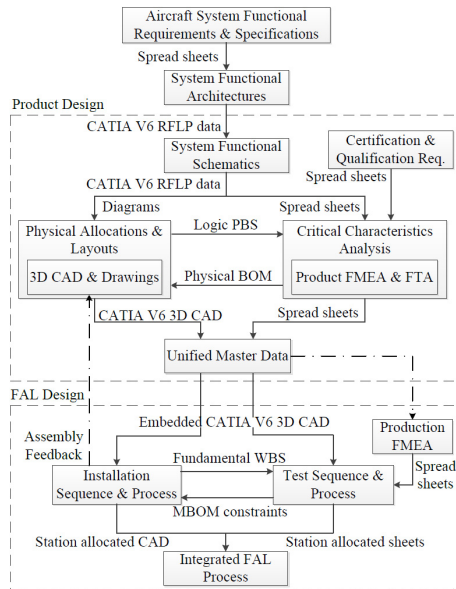 Aircraft System Functional
Requirements & Specifications
Spread sheets
System Functional
Architectures
Product Design
CATIA V6 RFLP data
System Functional
Schematics
Certification &
Qualification Req.
CATIA V6 RFLP data
Spread sheets
Diagrams
Spread sheets
Physical Allocations &
Layouts
3D CAD & Drawings
Logic PBS
Critical Characteristics
Analysis
Product FMEA & FTA
Physical BOM
CATIA V6 3D CAD
Spread sheets
Unified Master Data
FAL Design
Embedded CATIA V6 3D CAD
Assembly
Feedback
Production
FMEA
Fundamental WBS
Spread
sheets
Installation
Sequence & Process
Test Sequence &
Process
MBOM constraints
Station allocated CAD
Station allocated sheets
Integrated FAL
Process